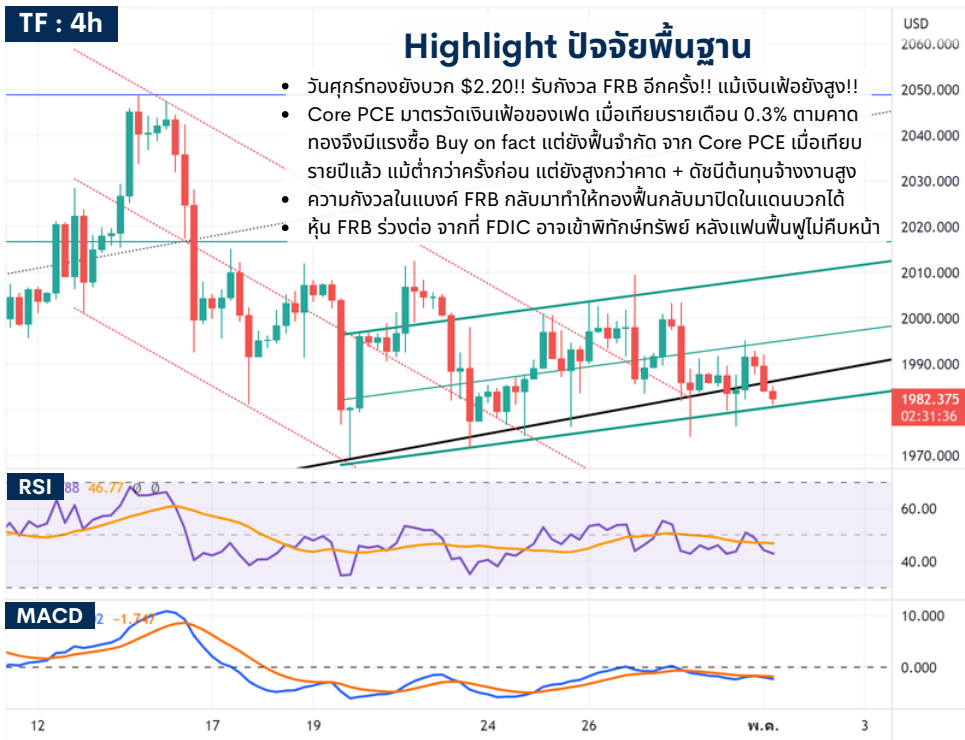 TF : 4h
Highlight ปัจจัยพื้นฐาน
• วันศุกร์ทองยังบวก $2.20!! รับกังวล FRB อีกครั้ง!! แม้เงินเฟ้อยังสูง!!
• Core PCE มาตรวัดเงินเฟ้อของเฟด เมื่อเทียบรายเดือน 0.3% ตามคาด
ทองจึงมีแรงซื้อ Buy on fact แต่ยังฟื้นจำกัด จาก Core PCE เมื่อเทียบ
รายปีแล้ว แม้ต่ำกว่าครั้งก่อน แต่ยังสูงกว่าคาด + ดัชนีต้นทุนจ้างงานสูง
• ความกังวลในแบงค์ FRB กลับมาทำให้ทองฟื้นกลับมาปิดในแดนบวกได้
• หุ้น FRB ร่วงต่อ จากที่ FDIC อาจเข้าพิทักษ์ทรัพย์ หลังแฟนฟื้นฟูไม่คืบหน้า
USD
2060.000
2050.000
2040.000
2030.000
2020.000
2010.000
2000.000
1990.000
1982.375
02:31:36
1970.000
RSI
88 46.77 Ø Ø
60.00
40.00
MACD
2 −1.747
10.000
0.000
12 17 19 24 26 พ.ค. 3